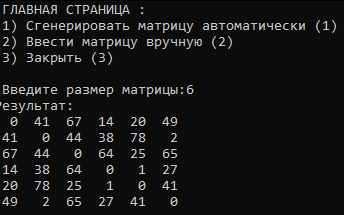 ГЛАВНАЯ СТРАНИЦА :
1) Сгенерировать матрицу автоматически (1)
2) Ввести матрицу вручную (2)
3) Закрыть (3)
Введите размер матрицы:6
Результат:
0 41 67 14 20 49
41 0 44 38 78 2
67 44 0 64 25 65
14 38 64 0 1 27
20 78 25 1 0 41
49 2 65 27 41 0